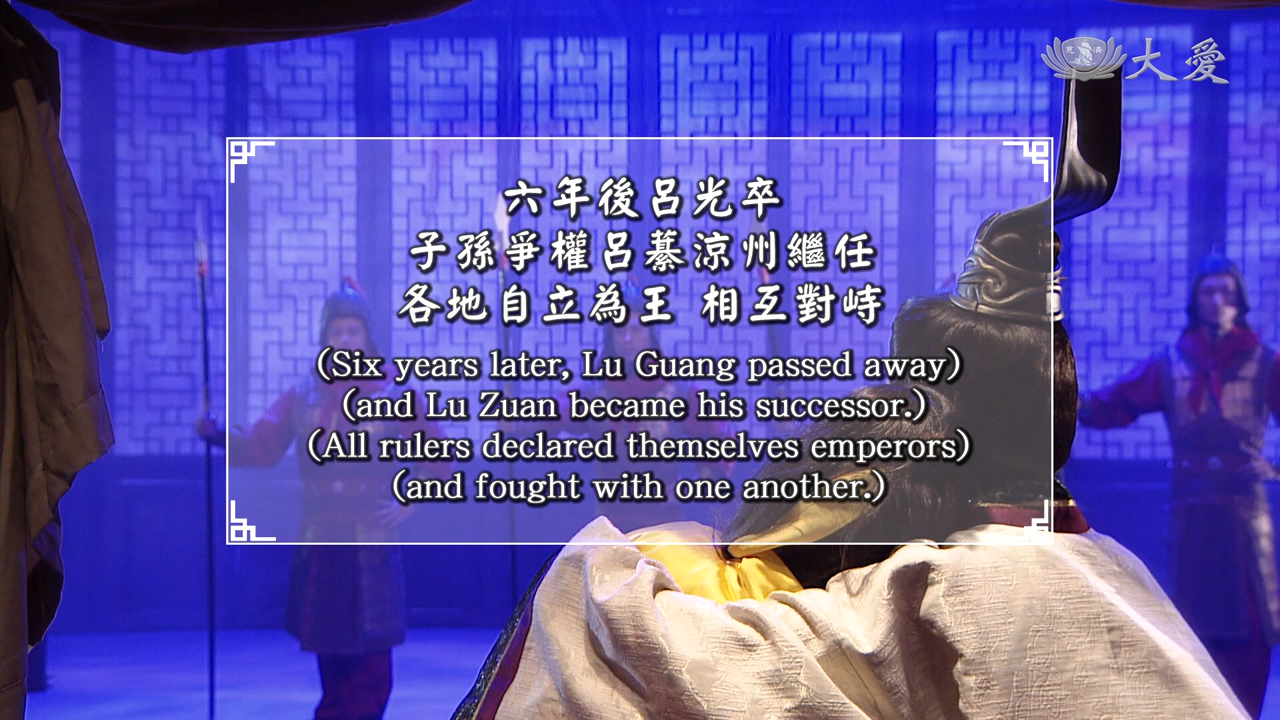 大愛
六年後呂光卒
子孫爭權呂纂涼州繼任
各地自立為王 相互對峙
(Six years later, Lu Guang passed away)
(and Lu Zuan became his successor.)
(All rulers declared themselves emperors)
(and fought with one another.)